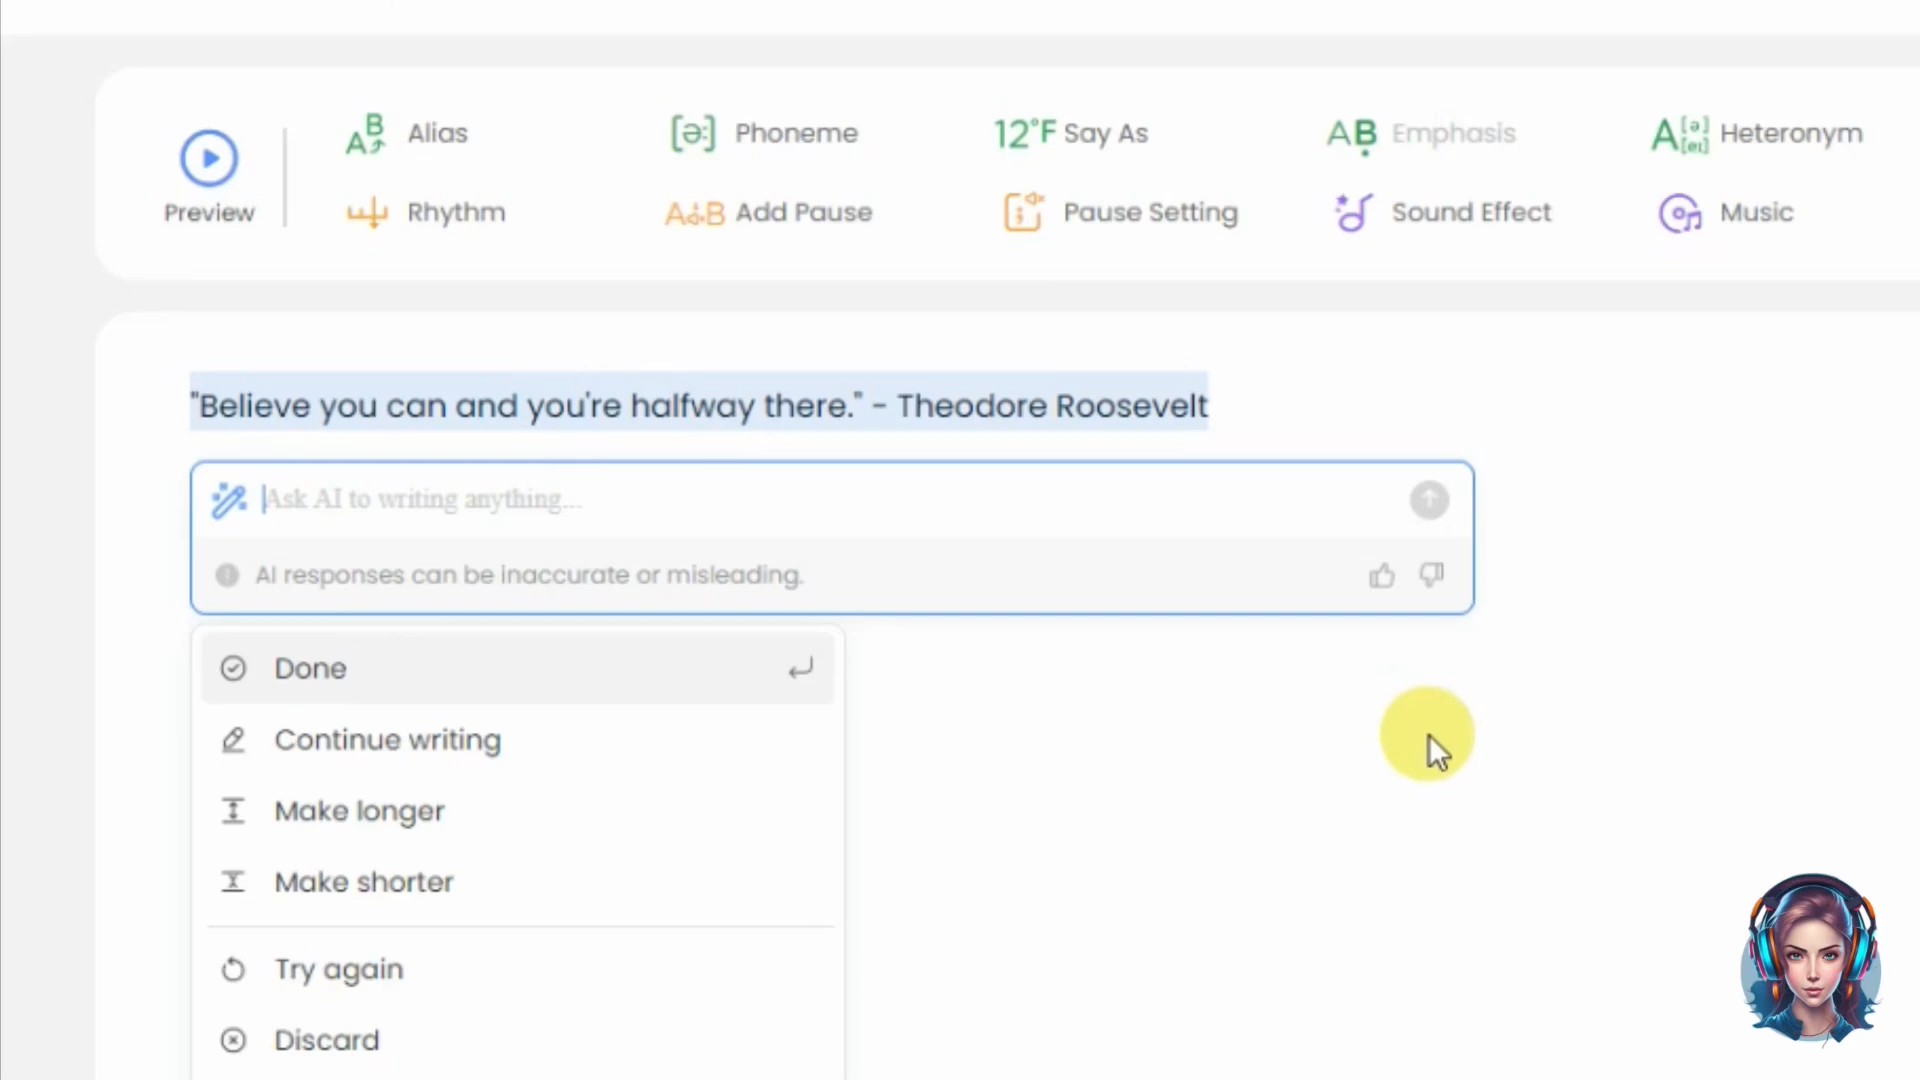 Alias
Phoneme
12°F Say As
AB Emphasis
Heteronym
Preview
Rhythm
Add Pause
Pause Setting
Sound Effect
Music
"Believe you can and you're halfway there." - Theodore Roosevelt
Ask AI to writing anything...
AI responses can be inaccurate or misleading.
Done
Continue writing
Make longer
Make shorter
Try again
Discard